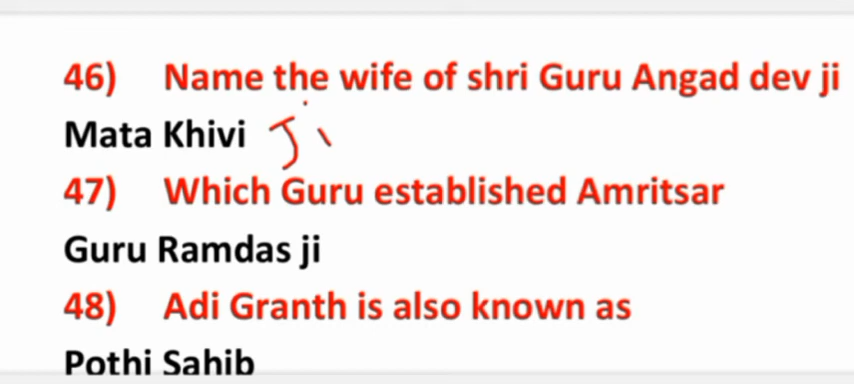 46) Name the wife of shri Guru Angad dev ji
Mata Khivi Ji
47) Which Guru established Amritsar
Guru Ramdas ji
48) Adi Granth is also known as
Pothi Sahib